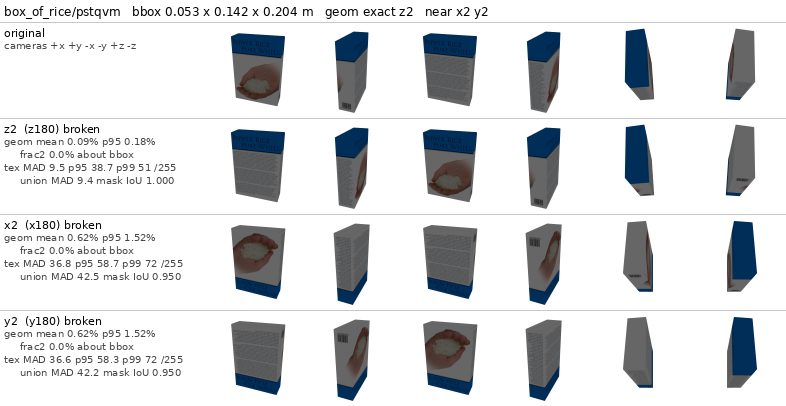 box_of_rice/pstqvm   bbox 0.053 x 0.142 x 0.204 m   geom exact z2   near x2 y2
original
cameras +x +y -x -y +z -z
z2  (z180) broken
geom mean 0.09% p95 0.18%
frac2 0.0% about bbox
tex MAD 9.5 p95 38.7 p99 51 /255
union MAD 9.4 mask IoU 1.000
x2  (x180) broken
geom mean 0.62% p95 1.52%
frac2 0.0% about bbox
tex MAD 36.8 p95 58.7 p99 72 /255
union MAD 42.5 mask IoU 0.950
y2  (y180) broken
geom mean 0.62% p95 1.52%
frac2 0.0% about bbox
tex MAD 36.6 p95 58.3 p99 72 /255
union MAD 42.2 mask IoU 0.950